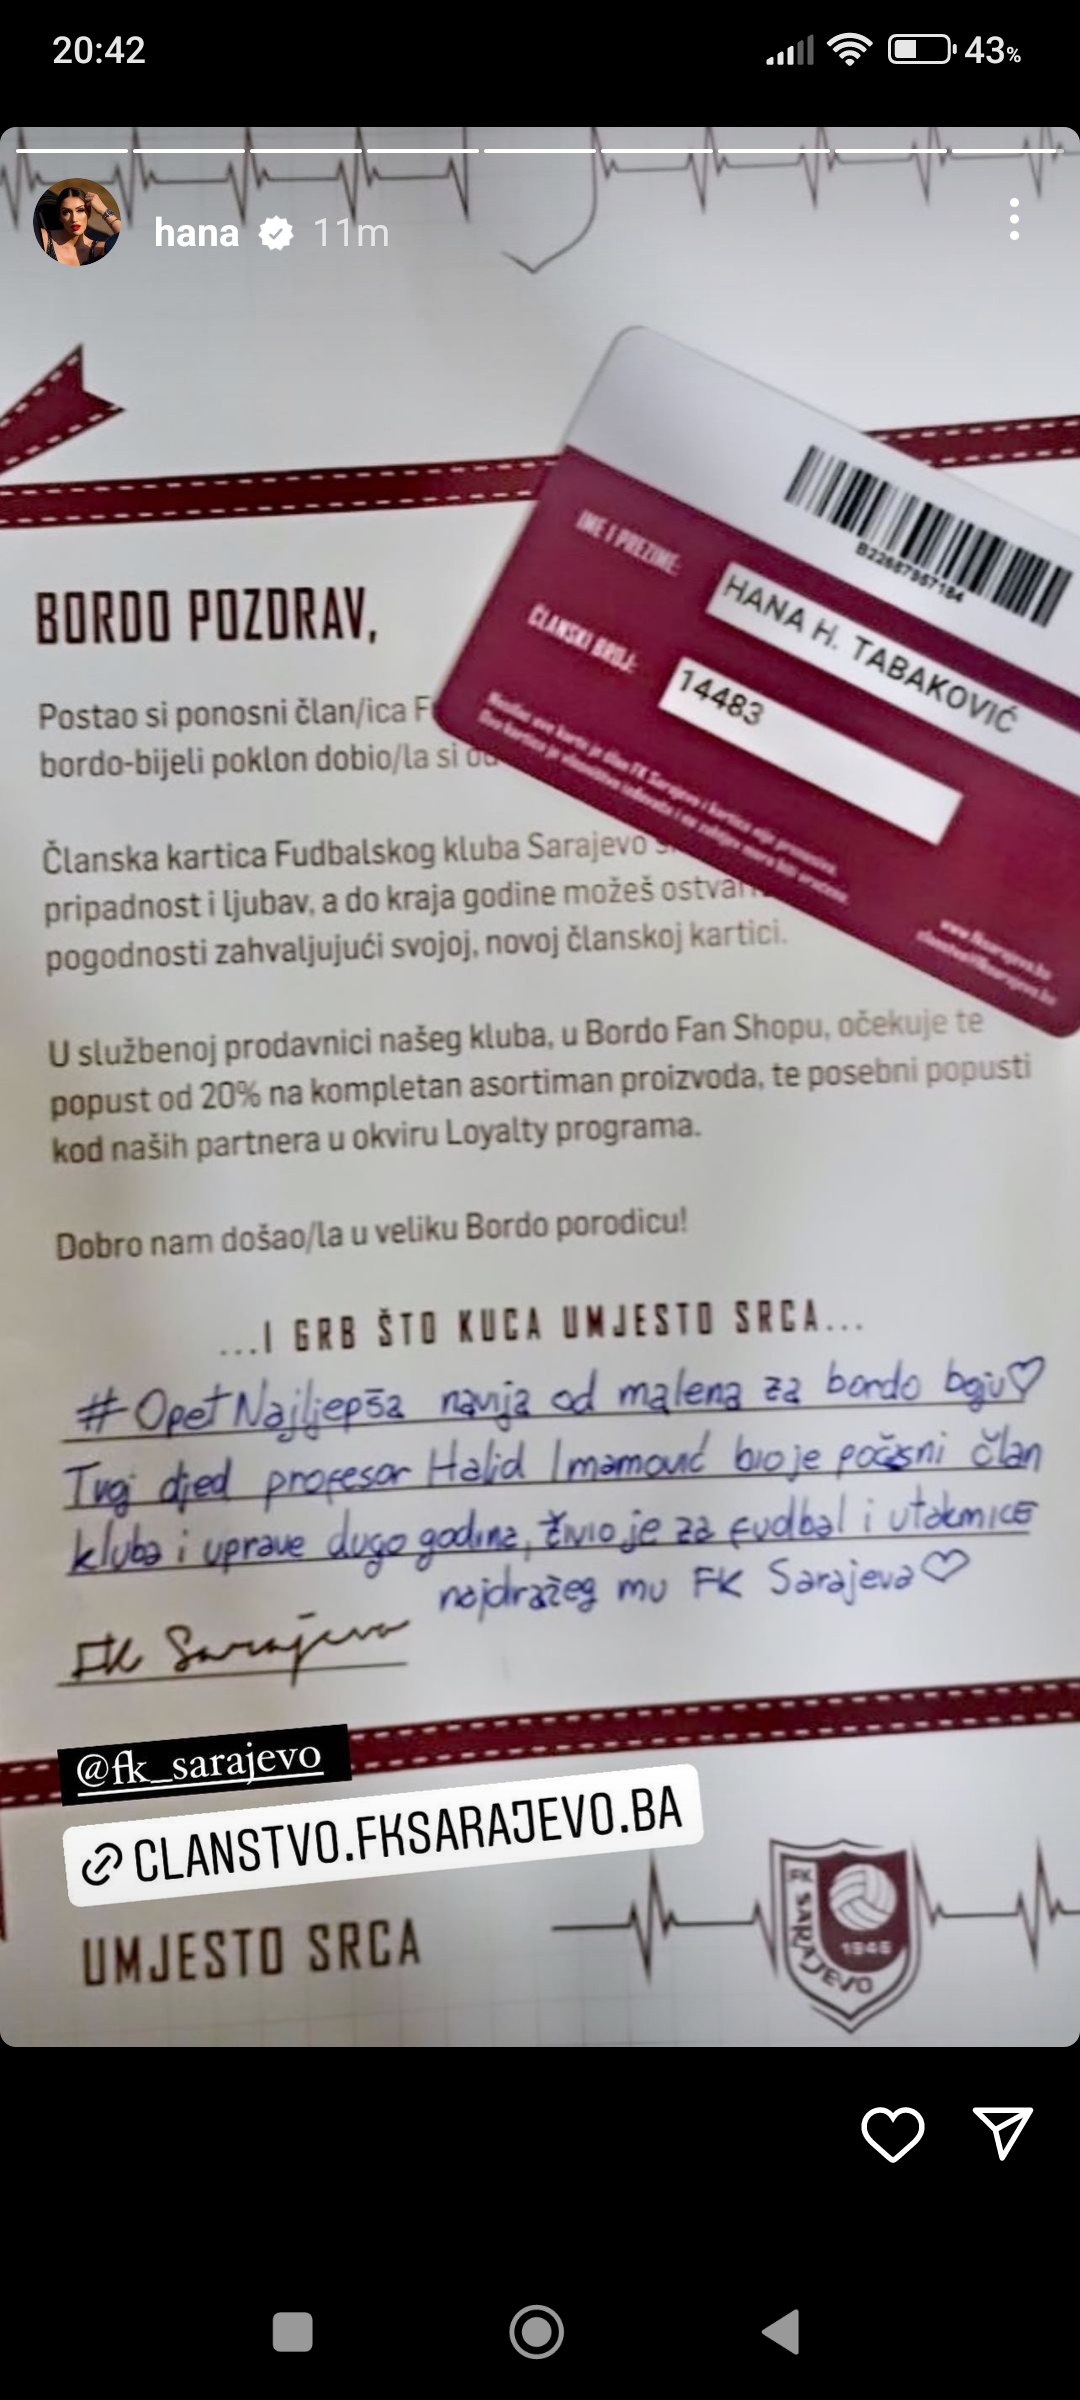 20:42
43%
hana 11m
B22687957184
IME I PREZIME:
HANA H. TABAKOVIĆ
ČLANSKI BROJ:
14483
BORDO POZDRAV,
Postao si ponosni član/ica F
bordo-bijeli poklon dobio/la si od
Članska kartica Fudbalskog kluba Sarajevo
pripadnost i ljubav, a do kraja godine možeš ostvari
pogodnosti zahvaljujući svojoj, novoj članskoj kartici.
U službenoj prodavnici našeg kluba, u Bordo Fan Shopu, očekuje te
popust od 20% na kompletan asortiman proizvoda, te posebni popusti
kod naših partnera u okviru Loyalty programa.
Dobro nam došao/la u veliku Bordo porodicu!
...I GRB ŠTO KUCA UMJESTO SRCA...
#OpetNajljepša navija od malena za bordo boju♡
Tvoj djed profesor Halid Imamović bio je počasni član
kluba i uprave dugo godina, živio je za fudbal i utakmice
najdražeg mu FK Sarajeva♡
FK Sarajevo
@fk_sarajevo
CLANSTVO.FKSARAJEVO.BA
UMJESTO SRCA
FK SARAJEVO
1946